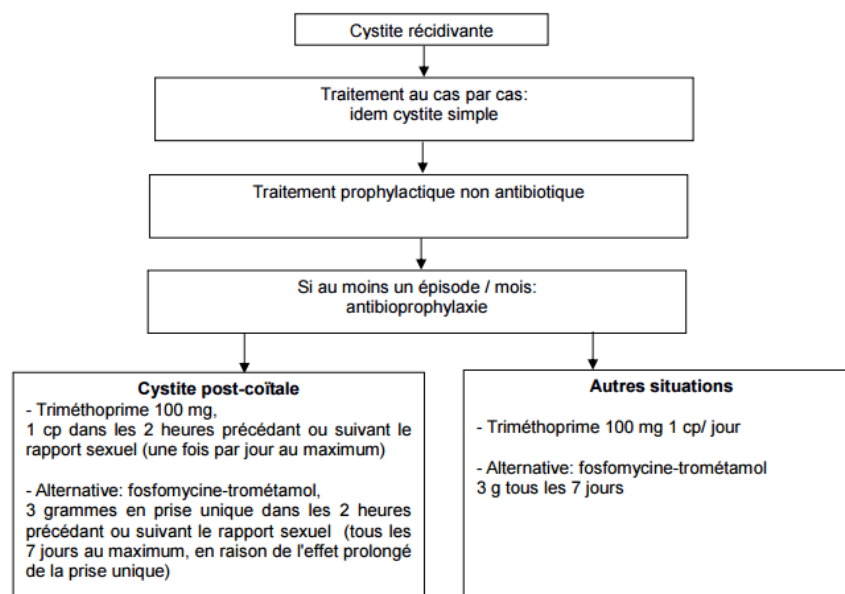 Cystite récidivante
Traitement au cas par cas:
idem cystite simple
Traitement prophylactique non antibiotique
Si au moins un épisode / mois:
antibioprophylaxie
Cystite post-coïtale
- Triméthoprime 100 mg,
1 cp dans les 2 heures précédant ou suivant le
rapport sexuel (une fois par jour au maximum)
- Alternative: fosfomycine-trométamol,
3 grammes en prise unique dans les 2 heures
précédant ou suivant le rapport sexuel (tous les
7 jours au maximum, en raison de l'effet prolongé
de la prise unique)
Autres situations
- Triméthoprime 100 mg 1 cp/ jour
- Alternative: fosfomycine-trométamol
3 g tous les 7 jours